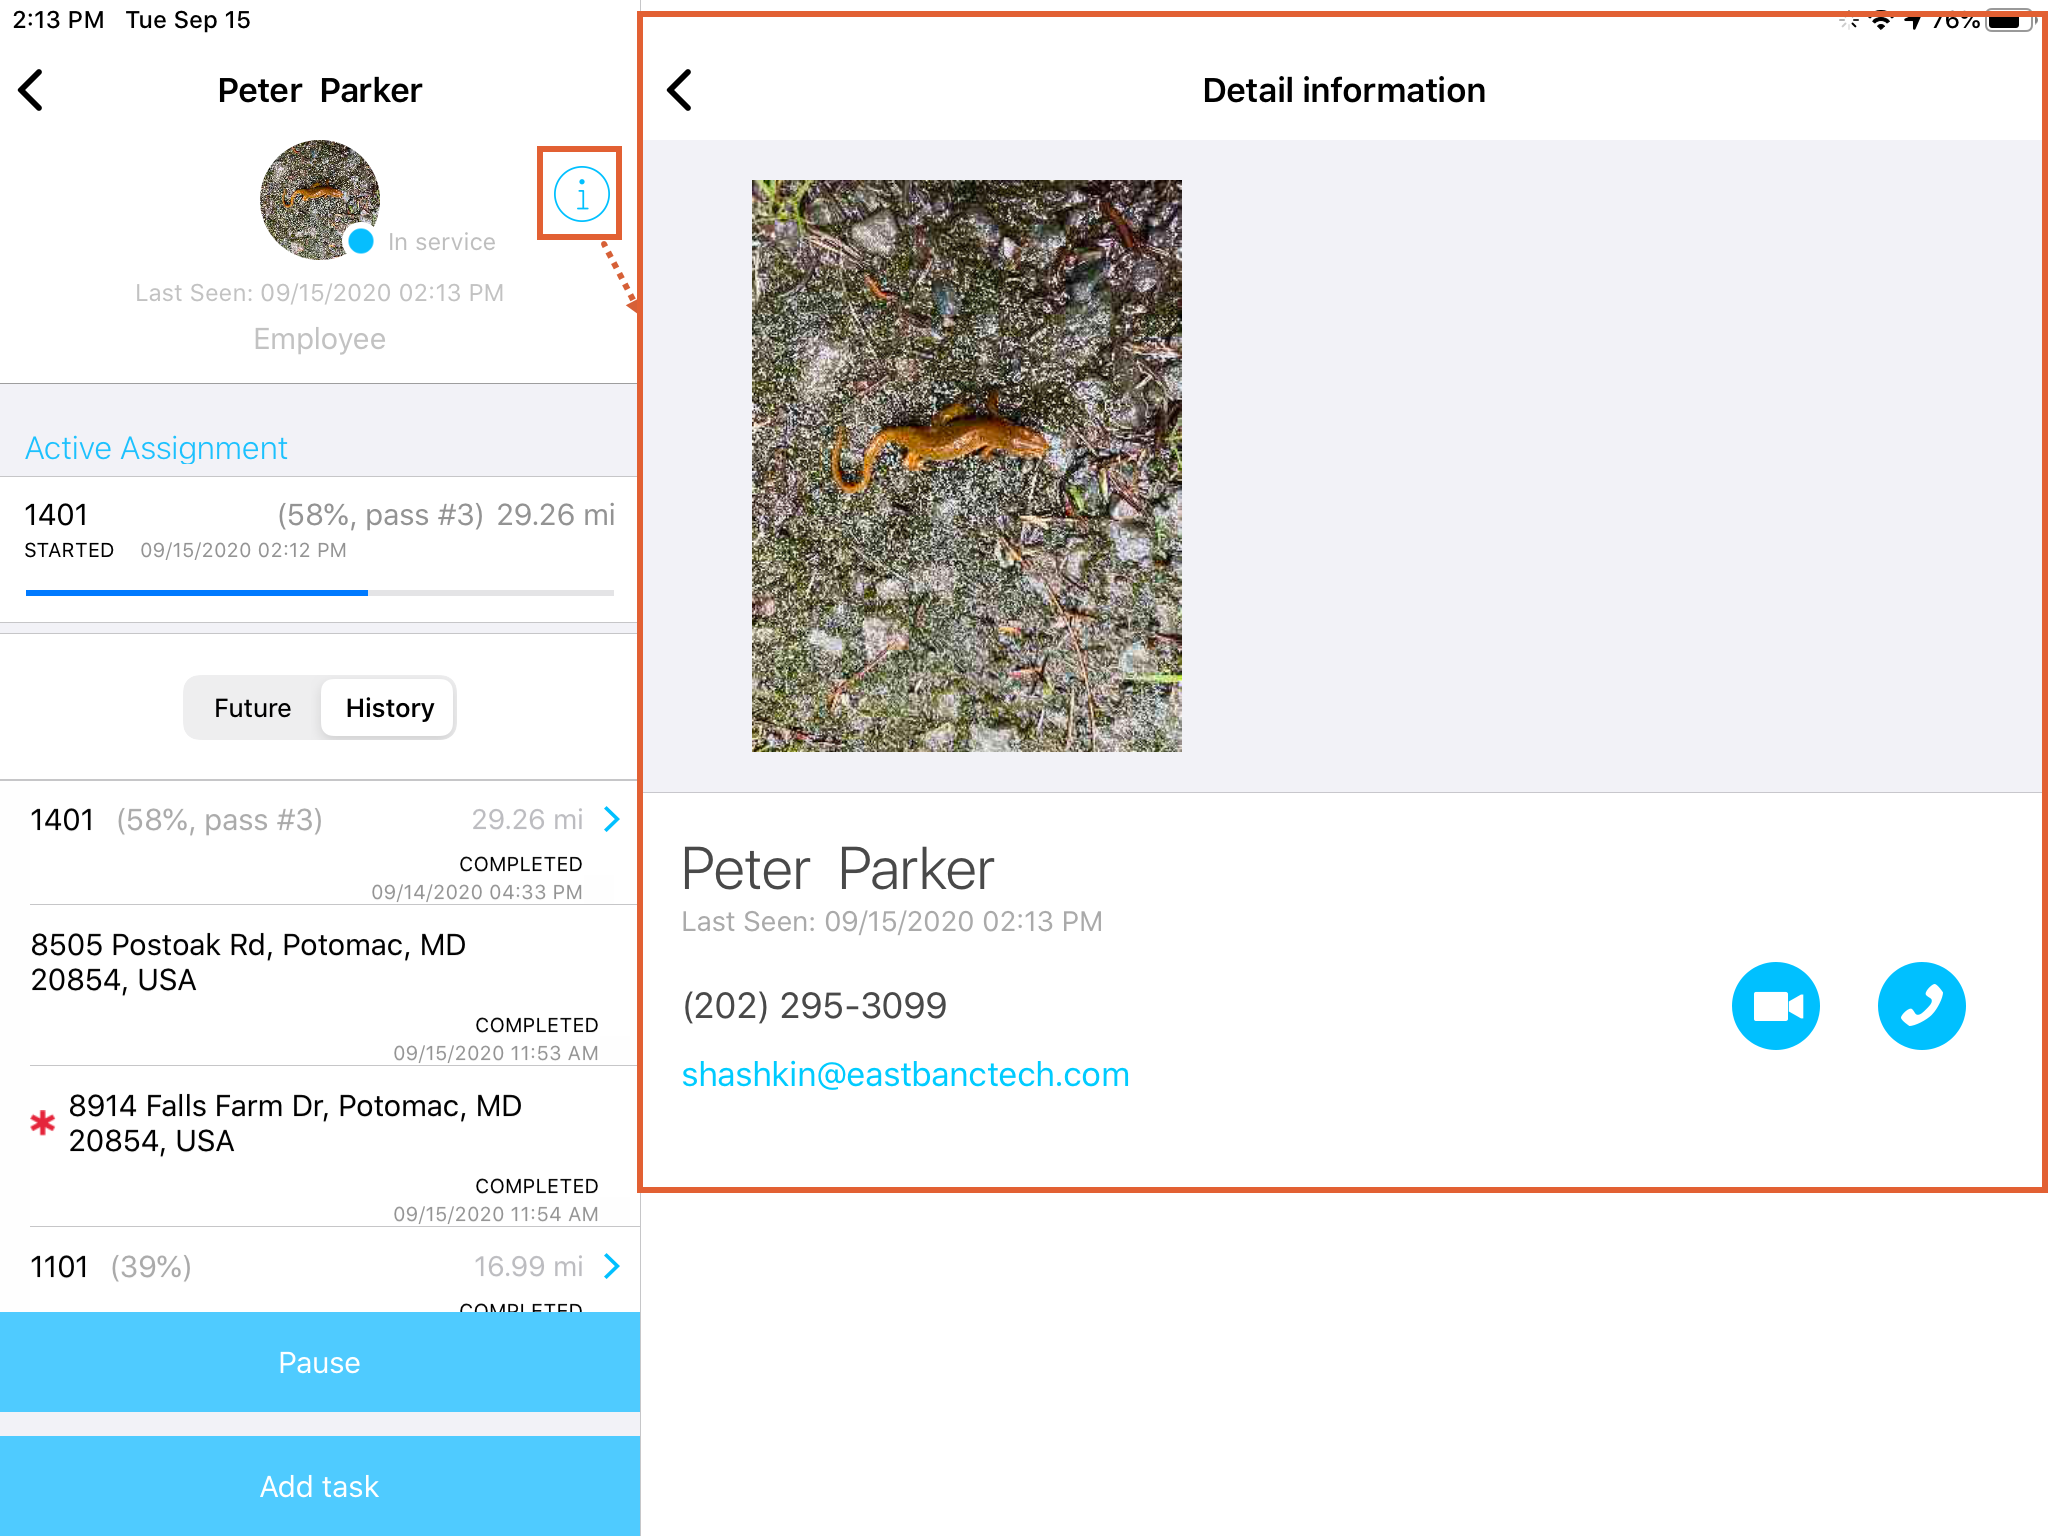 2:13 PM Tue Sep 15
76%
Peter Parker
In service
Last Seen: 09/15/2020 02:13 PM
Employee
Active Assignment
1401 (58%, pass #3) 29.26 mi
STARTED 09/15/2020 02:12 PM
Future History
1401 (58%, pass #3) 29.26 mi
COMPLETED
09/14/2020 04:33 PM
8505 Postoak Rd, Potomac, MD
20854, USA
COMPLETED
09/15/2020 11:53 AM
* 8914 Falls Farm Dr, Potomac, MD
20854, USA
COMPLETED
09/15/2020 11:54 AM
1101 (39%) 16.99 mi
COMPLETED
Pause
Add task
Detail information
Peter Parker
Last Seen: 09/15/2020 02:13 PM
(202) 295-3099
shashkin@eastbanctech.com